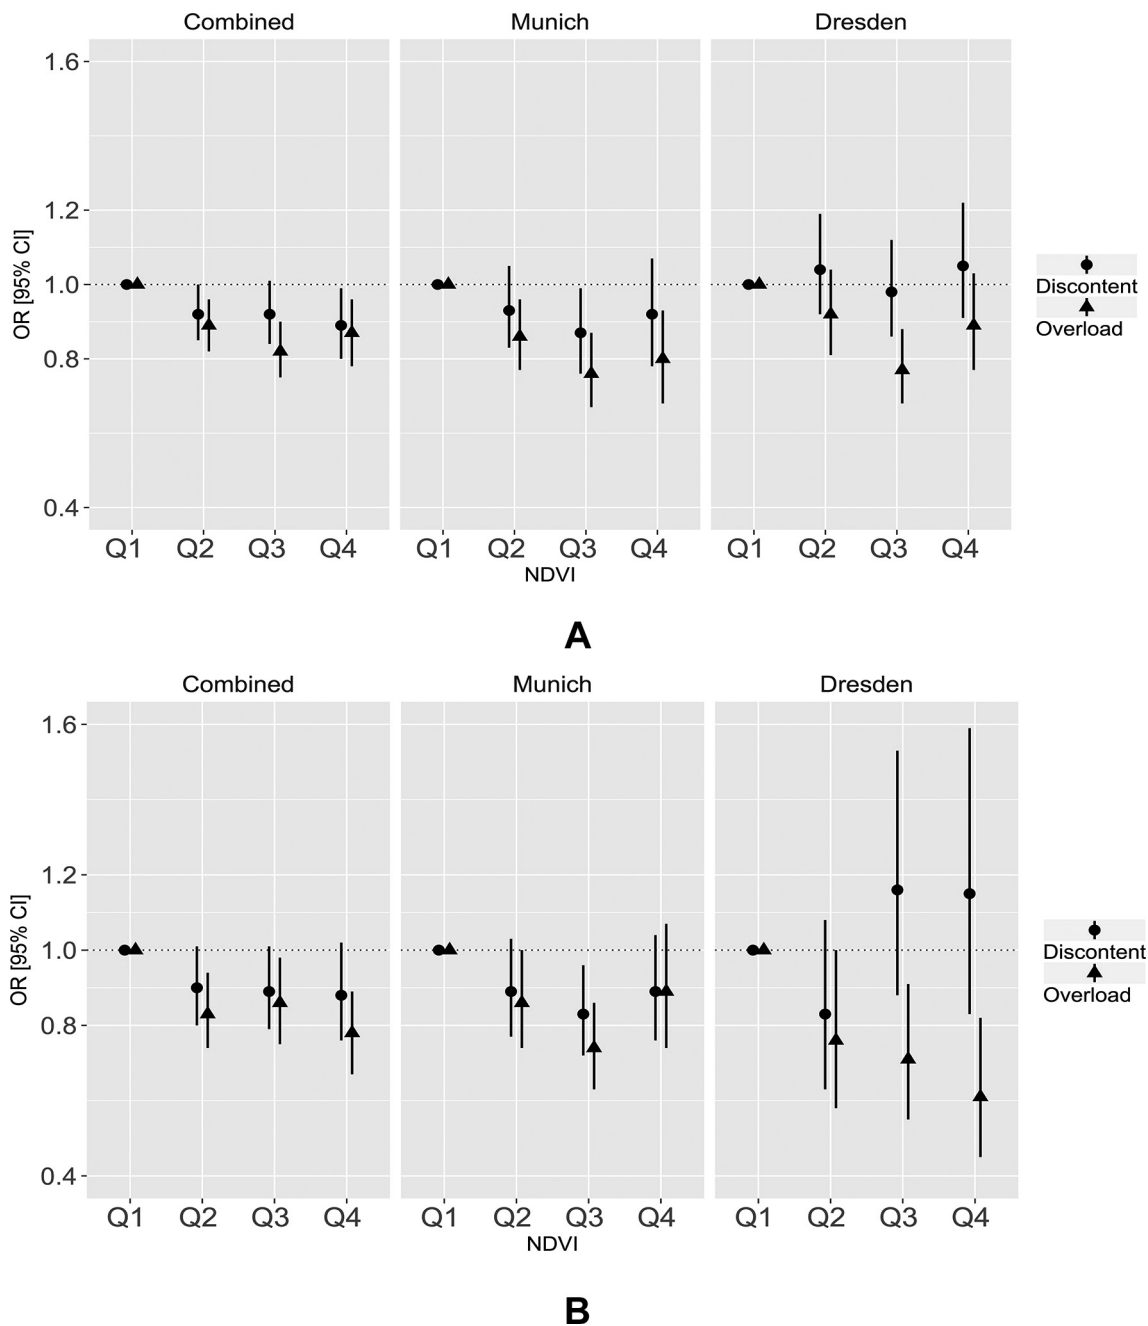 Combined Munich Dresden
1.6
1.2
1.0
0.8
0.4
OR [95% CI]
Discontent
Overload
Q1 Q2 Q3 Q4 Q1 Q2 Q3 Q4 Q1 Q2 Q3 Q4
NDVI
A
Combined Munich Dresden
1.6
1.2
1.0
0.8
0.4
OR [95% CI]
Discontent
Overload
Q1 Q2 Q3 Q4 Q1 Q2 Q3 Q4 Q1 Q2 Q3 Q4
NDVI
B